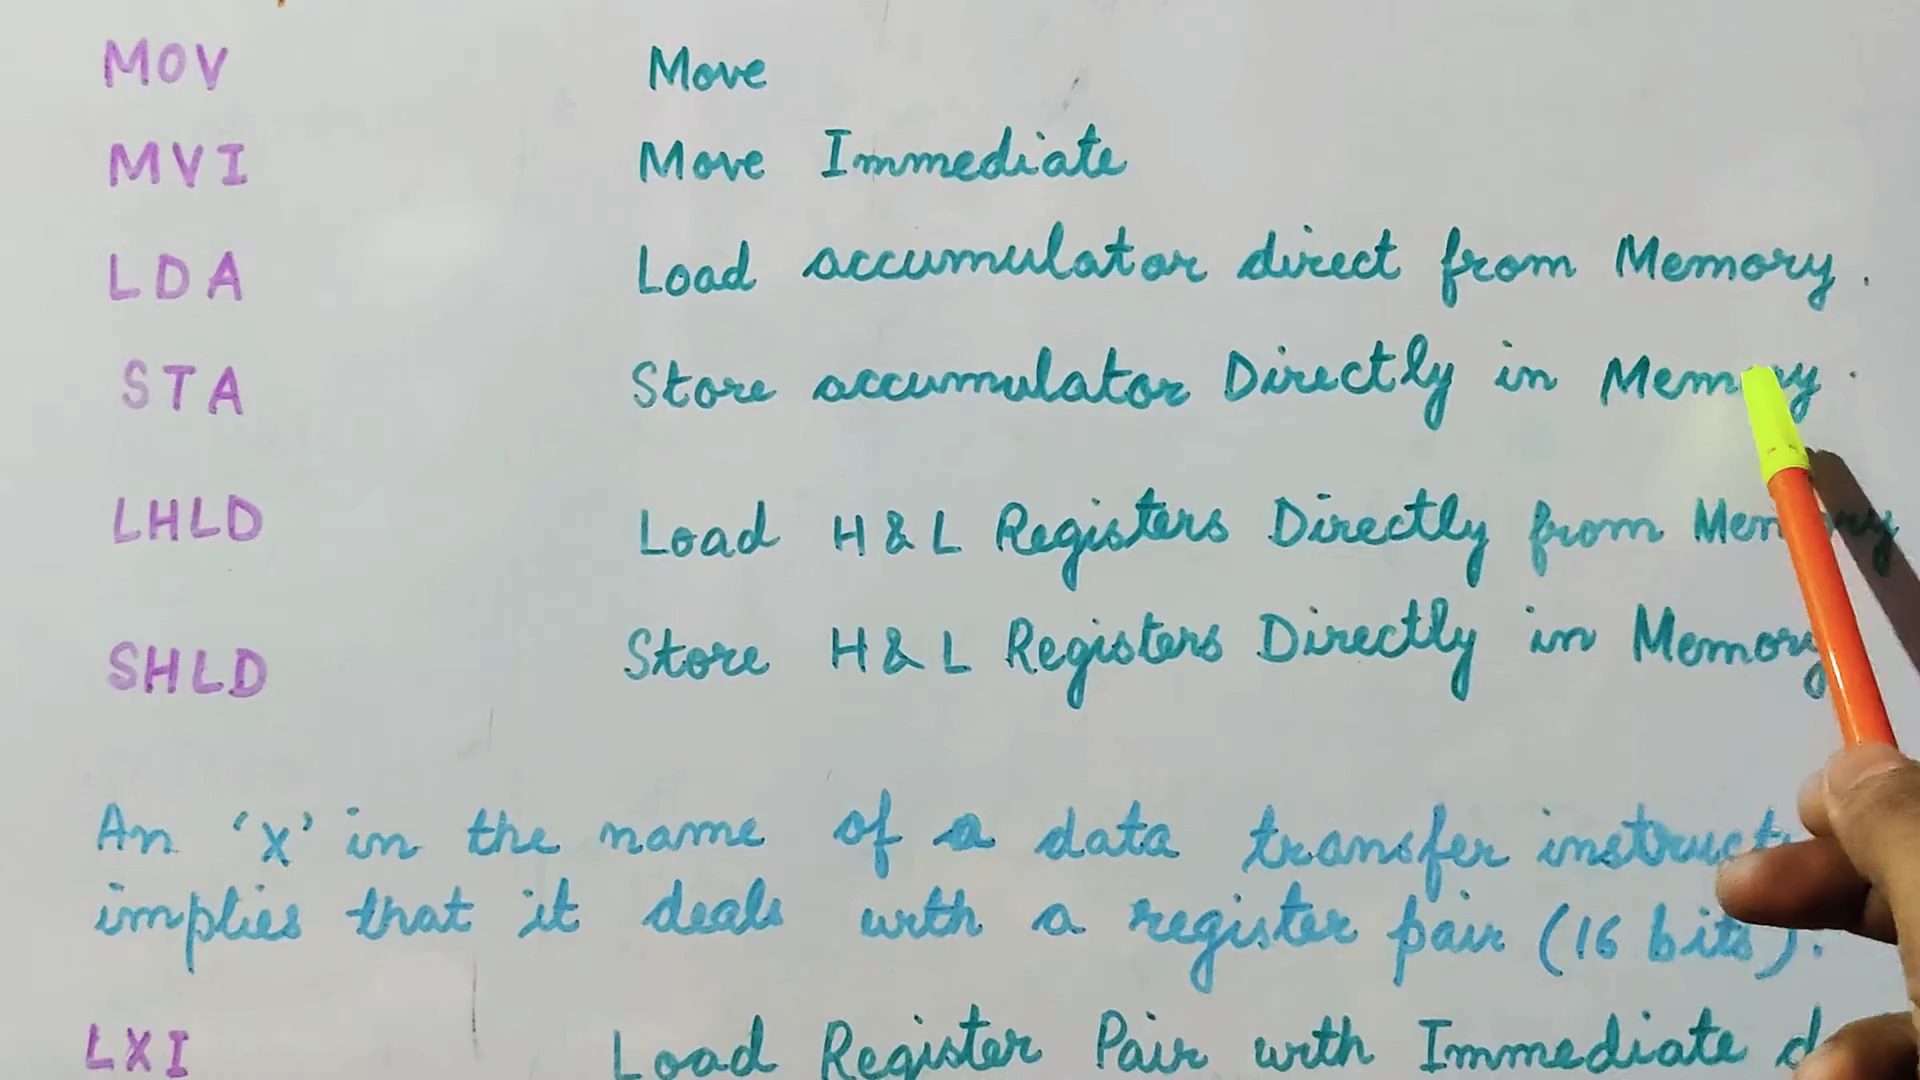 MOV Move
MVI Move Immediate
LDA Load accumulator direct from Memory.
STA Store accumulator Directly in Memory.
LHLD Load H & L Registers Directly from Memory
SHLD Store H & L Registers Directly in Memory
An 'X' in the name of a data transfer
implies that it deals with a register pair (16 bits).
LXI Load Register Pair with Immediate